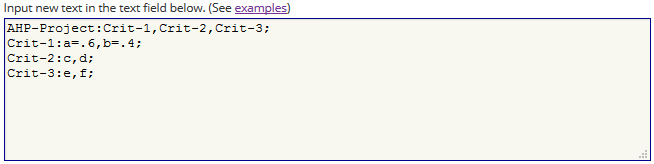 Input new text in the text field below. (See examples)
AHP-Project:Crit-1,Crit-2,Crit-3;
Crit-1:a=.6,b=.4;
Crit-2:c,d;
Crit-3:e,f;